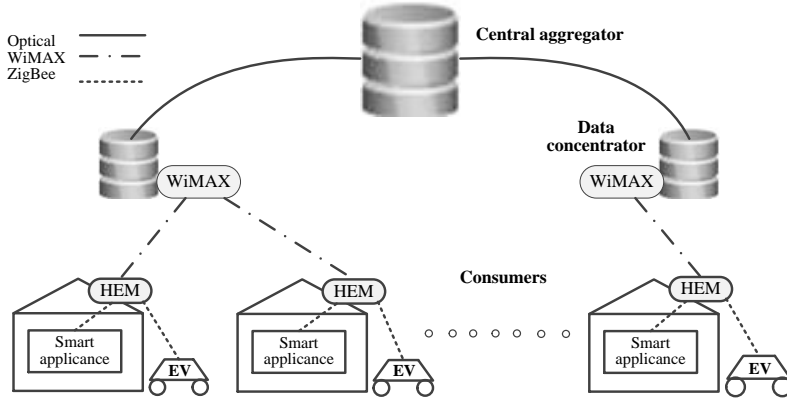 Central aggregator
Optical
WiMAX
ZigBee
Data
concentrator
WiMAX
WiMAX
Consumers
HEM
HEM
HEM
Smart
applicance
EV
Smart
applicance
EV
Smart
applicance
EV